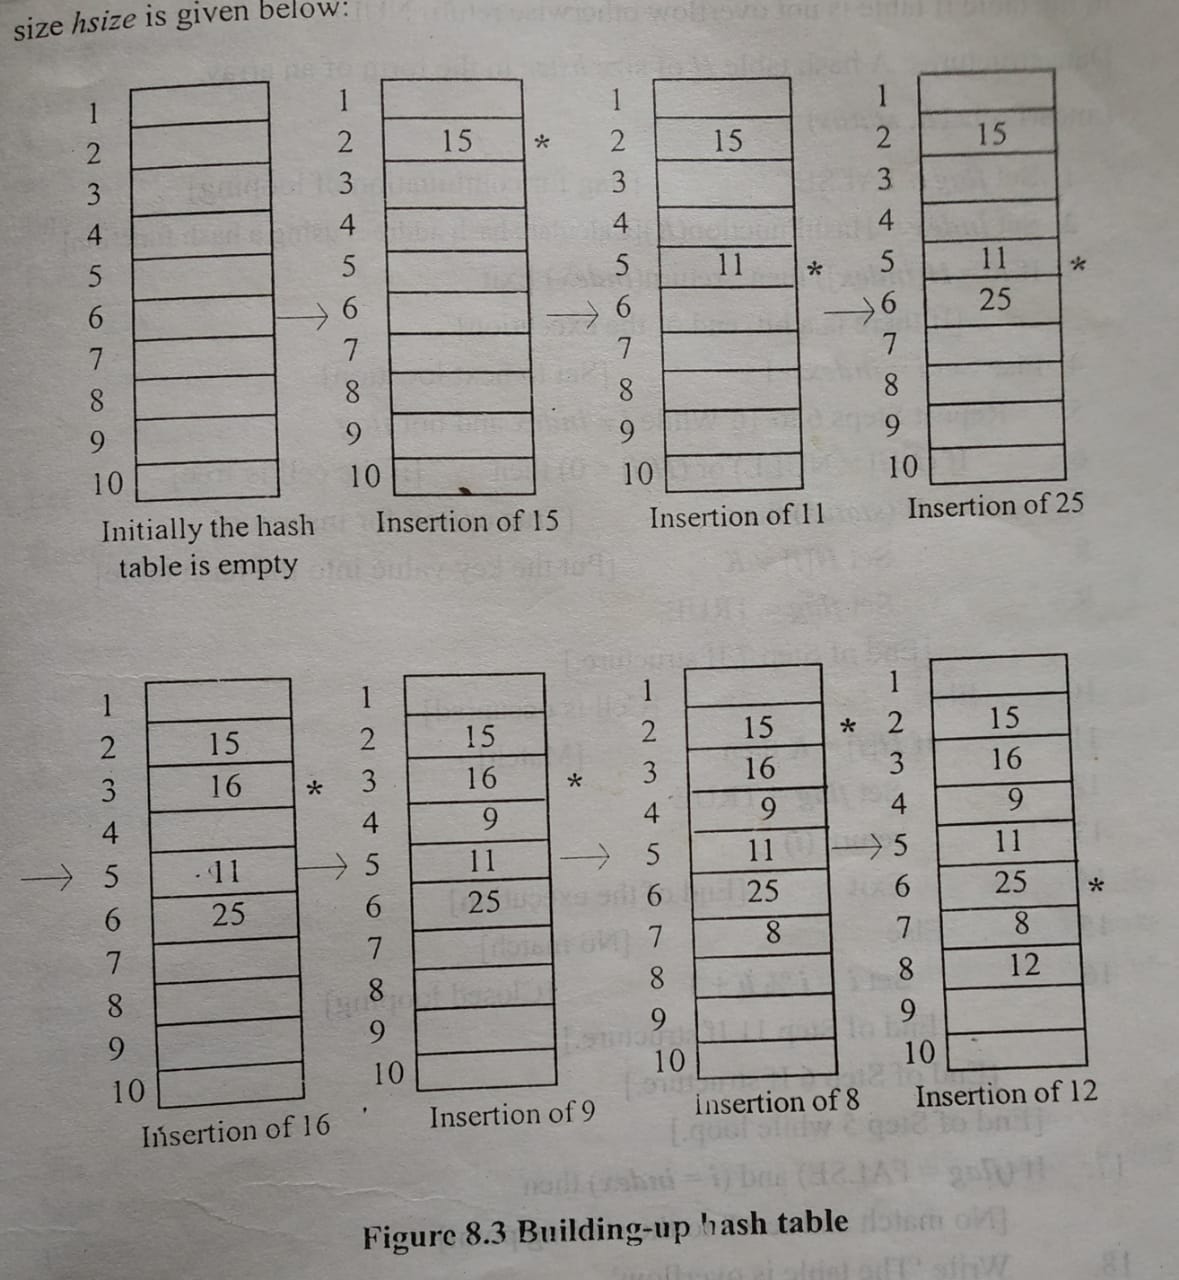 size hsize is given below:
1 1 1 1
2 2 15 * 2 15 2 15
3 3 3 3
4 4 4 4
5 5 5 11 * 5 11 *
6 → 6 → 6 → 6 25
7 7 7 7
8 8 8 8
9 9 9 9
10 10 10 10
Initially the hash Insertion of 15 Insertion of 11 Insertion of 25
table is empty
1 1 1 1
2 15 2 15 2 15 * 2 15
3 16 * 3 16 * 3 16 3 16
4 4 9 4 9 4 9
→ 5 11 → 5 11 → 5 11 → 5 11
6 25 6 25 6 25 6 25 *
7 7 7 8 7 8
8 8 8 8 12
9 9 9 9
10 10 10 10
Insertion of 16 Insertion of 9 insertion of 8 Insertion of 12
Figure 8.3 Building-up hash table